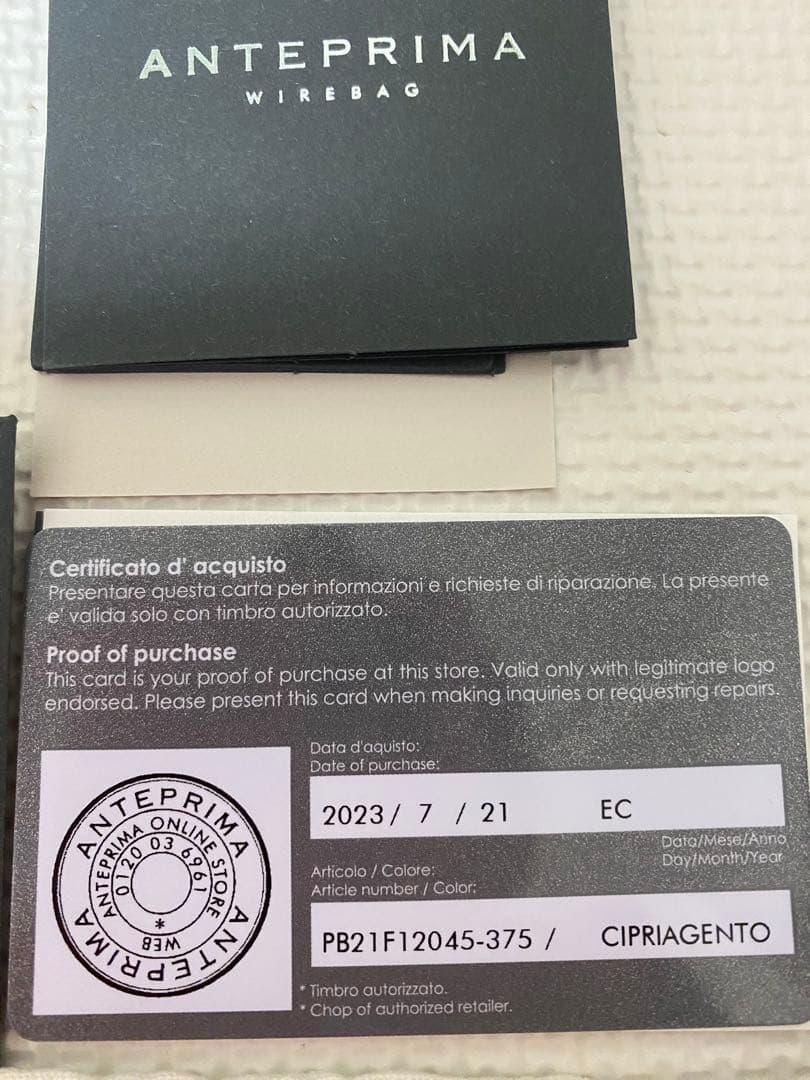 ANTEPRIMA
WIREBAG
Certificato d' acquisto
Presentare questa carta per informazioni e richieste di riparazione. La presente
e' valida solo con timbro autorizzato.
Proof of purchase
This card is your proof of purchase at this store. Valid only with legitimate logo
endorsed. Please present this card when making inquiries or requesting repairs.
Data d'aquisto:
Date of purchase:
2023/ 7 / 21 EC
Data/Mese/Anno
Day/Month/Year
Articolo / Colore:
Article number / Color:
PB21F12045-375 / CIPRIAGENTO
ANTEPRIMA
ANTEPRIMA ONLINE STORE
0120 03 6961
*
WEB
ANTEPRIMA
* Timbro autorizzato.
* Chop of authorized retailer.